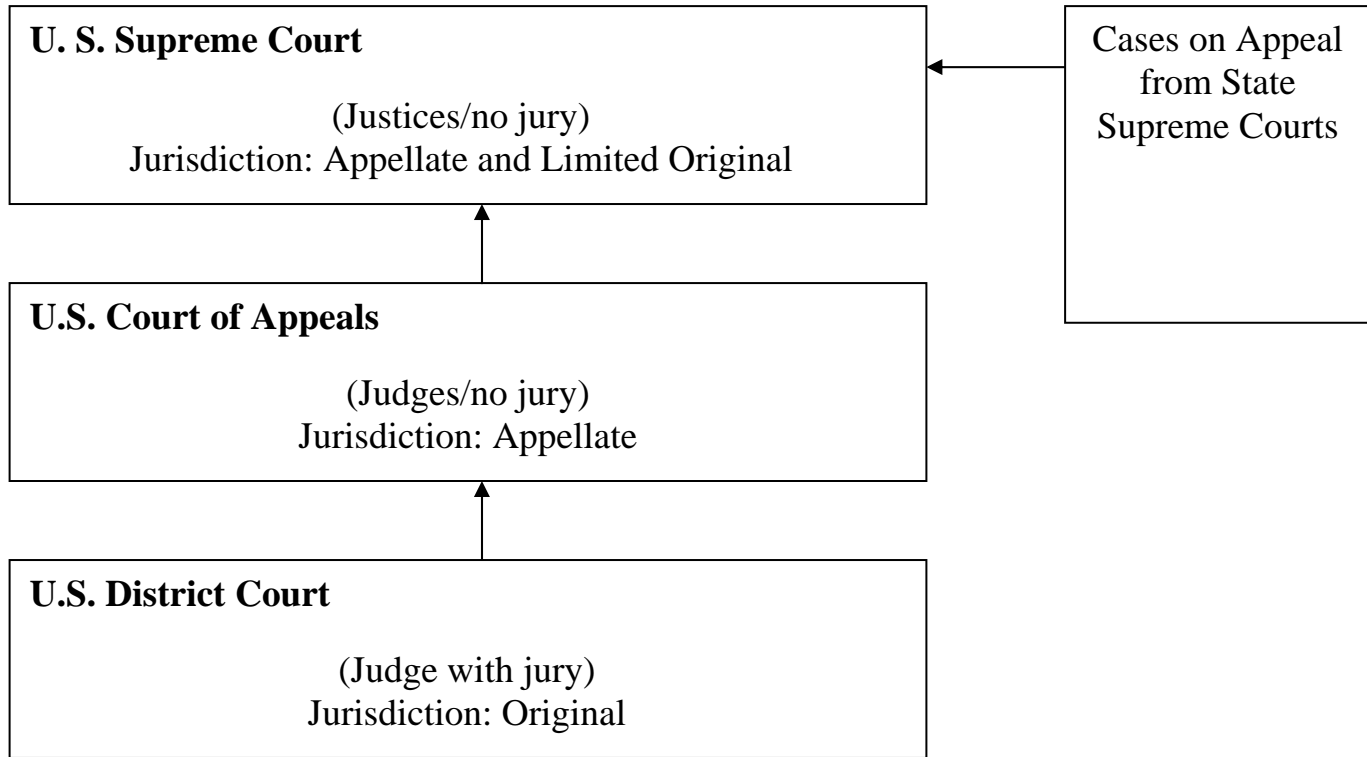 U. S. Supreme Court
(Justices/no jury)
Jurisdiction: Appellate and Limited Original
Cases on Appeal
from State
Supreme Courts
U.S. Court of Appeals
(Judges/no jury)
Jurisdiction: Appellate
U.S. District Court
(Judge with jury)
Jurisdiction: Original